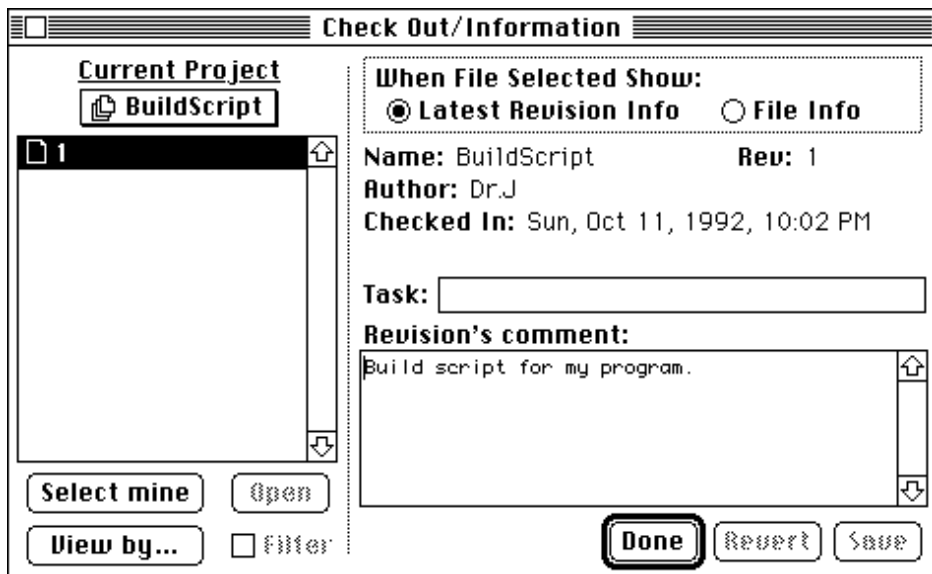 Check Out/Information
Current Project
BuildScript
1
Select mine
Open
View by...
Filter
When File Selected Show:
Latest Revision Info
File Info
Name: BuildScript
Rev: 1
Author: Dr.J
Checked In: Sun, Oct 11, 1992, 10:02 PM
Task:
Revision's comment:
Build script for my program.
Done
Revert
Save